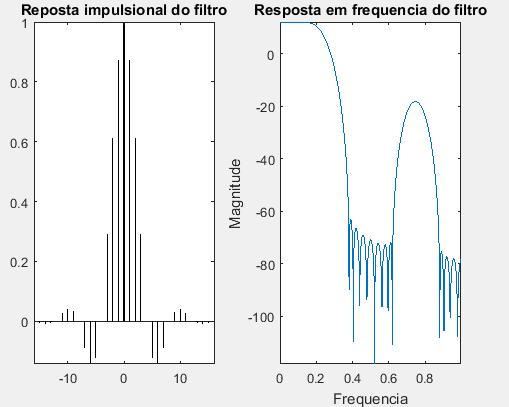 Reposta impulsional do filtro
1
0.8
0.6
0.4
0.2
0
-10 0 10
Resposta em frequencia do filtro
Magnitude
0
-20
-40
-60
-80
-100
0 0.2 0.4 0.6 0.8
Frequencia